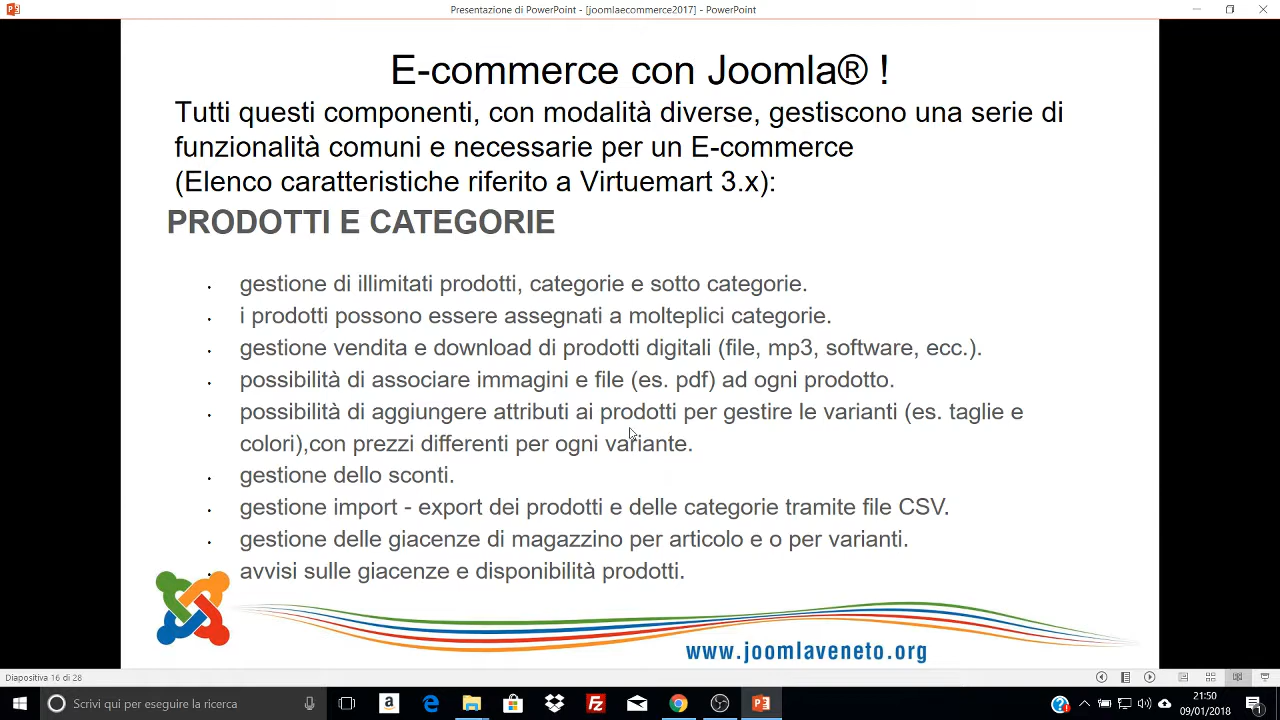 Presentazione di PowerPoint - [joomlaecommerce2017] - PowerPoint
E-commerce con Joomla® !
Tutti questi componenti, con modalità diverse, gestiscono una serie di
funzionalità comuni e necessarie per un E-commerce
(Elenco caratteristiche riferito a Virtuemart 3.x):
PRODOTTI E CATEGORIE
• gestione di illimitati prodotti, categorie e sotto categorie.
• i prodotti possono essere assegnati a molteplici categorie.
• gestione vendita e download di prodotti digitali (file, mp3, software, ecc.).
• possibilità di associare immagini e file (es. pdf) ad ogni prodotto.
• possibilità di aggiungere attributi ai prodotti per gestire le varianti (es. taglie e
colori),con prezzi differenti per ogni variante.
• gestione dello sconti.
• gestione import - export dei prodotti e delle categorie tramite file CSV.
• gestione delle giacenze di magazzino per articolo e o per varianti.
• avvisi sulle giacenze e disponibilità prodotti.
www.joomlaveneto.org
Diapositiva 16 di 28
Scrivi qui per eseguire la ricerca
21:50
09/01/2018